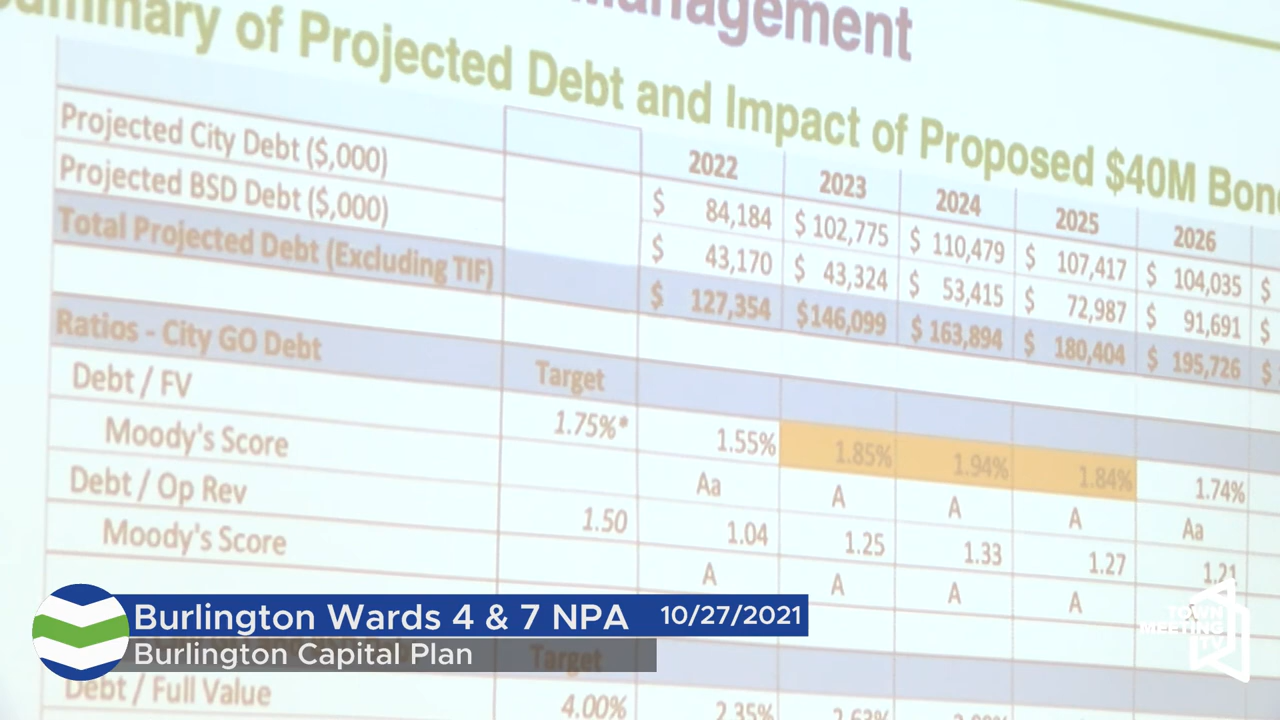 Management
Summary of Projected Debt and Impact of Proposed $40M
2022 2023 2024 2025 2026
Projected City Debt ($,000) $ 84,184 $ 102,775 $ 110,479 $ 107,417 $ 104,035 $
Projected BSD Debt ($,000) $ 43,170 $ 43,324 $ 53,415 $ 72,987 $ 91,691 $
Total Projected Debt (Excluding TIF) $ 127,354 $146,099 $ 163,894 $ 180,404 $ 195,726 $
Ratios - City GO Debt Target
Debt / FV 1.75%* 1.55% 1.85% 1.94% 1.84% 1.74%
Moody's Score Aa A A A Aa
Debt / Op Rev 1.50 1.04 1.25 1.33 1.27 1.21
Moody's Score A A A A
Burlington Wards 4 & 7 NPA 10/27/2021
Burlington Capital Plan
Target
Debt / Full Value 4.00% 2.35% 2.63%
TOWN
MEETING
TV